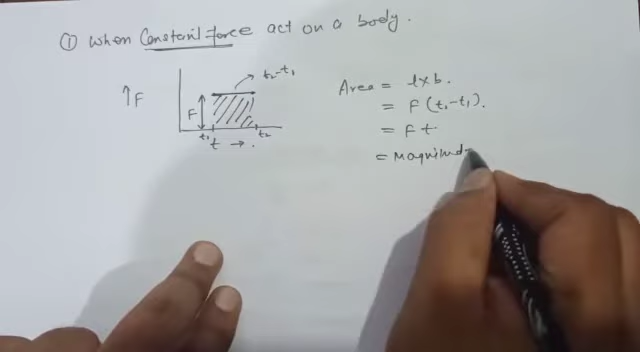 ① When Constant force act on a body.
↑F
F
t₂-t₁
t₁
t₂
t →
Area = l×b.
= F(t₂-t₁).
= Ft
= Magnitud